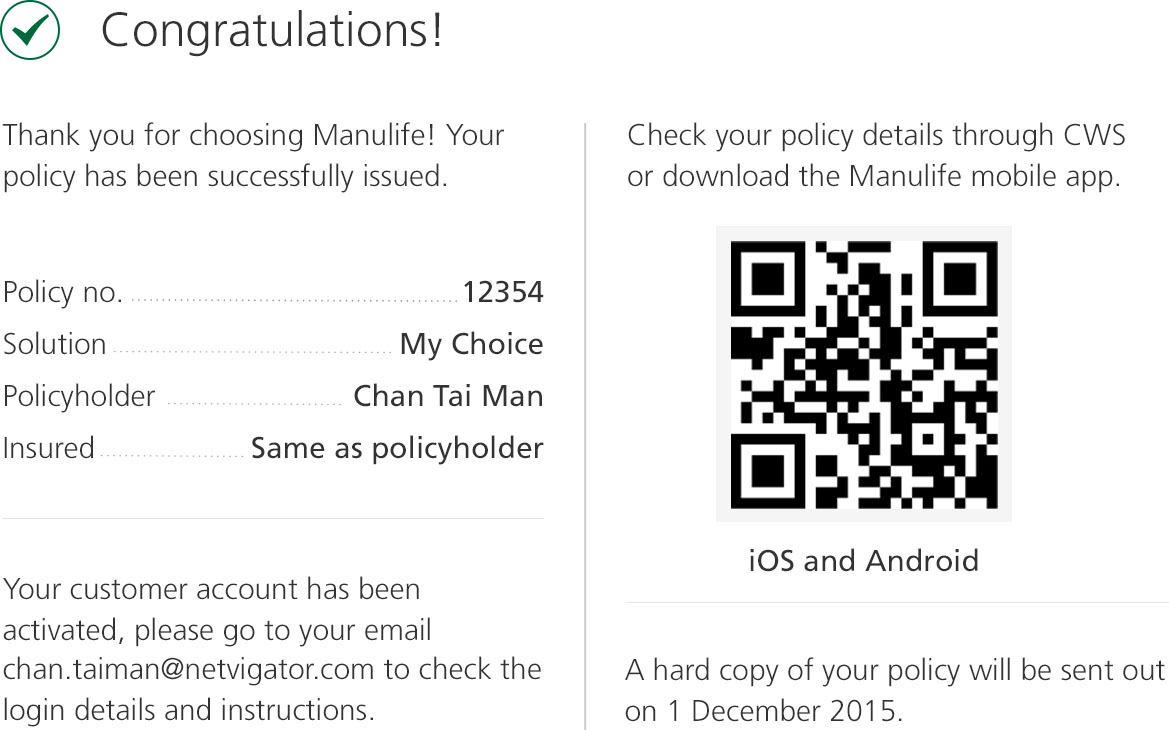 Congratulations!
Thank you for choosing Manulife! Your
policy has been successfully issued.
Policy no. 12354
Solution My Choice
Policyholder Chan Tai Man
Insured Same as policyholder
Your customer account has been
activated, please go to your email
chan.taiman@netvigator.com to check the
login details and instructions.
Check your policy details through CWS
or download the Manulife mobile app.
iOS and Android
A hard copy of your policy will be sent out
on 1 December 2015.